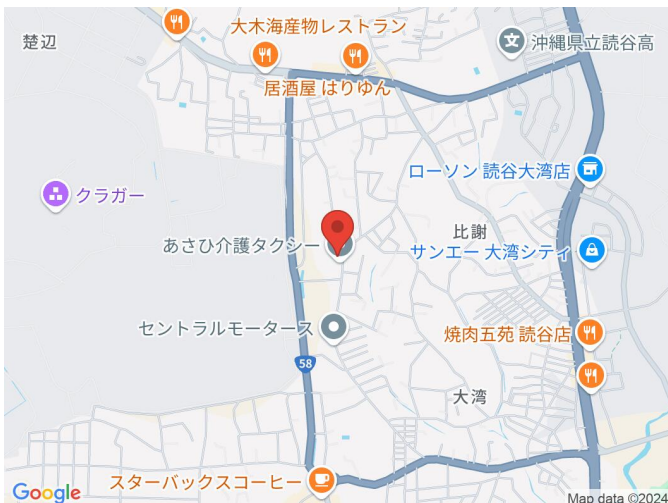 楚辺
大木海産物レストラン
沖縄県立読谷高
居酒屋 はりゆん
ローソン 読谷大湾店
クラガー
比謝
あさひ介護タクシー
サンエー 大湾シティ
セントラルモータース
焼肉五苑 読谷店
58
大湾
スターバックスコーヒー
Google
Map data ©2024